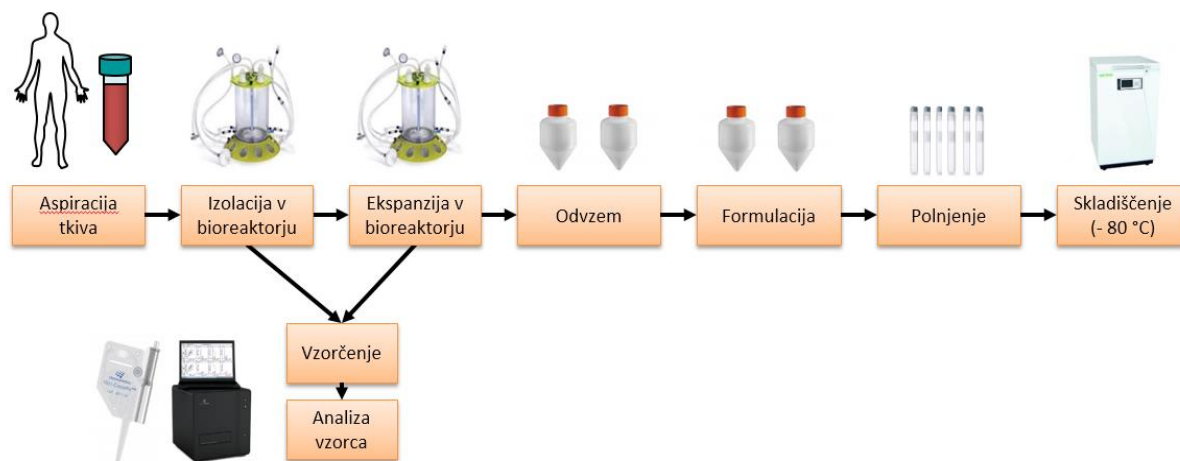 Aspiracija
tkiva
Izolacija v
bioreaktorju
Ekspanzija v
bioreaktorju
Odvzem
Formulacija
Polnjenje
Skladiščenje
(- 80 °C)
Vzorčenje
Analiza
vzorca